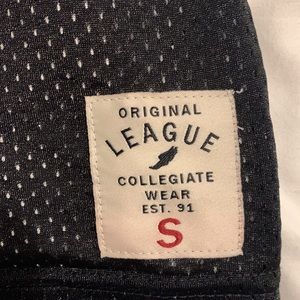 ORIGINAL
LEAGUE
COLLEGIATE
WEAR
EST. 91
S